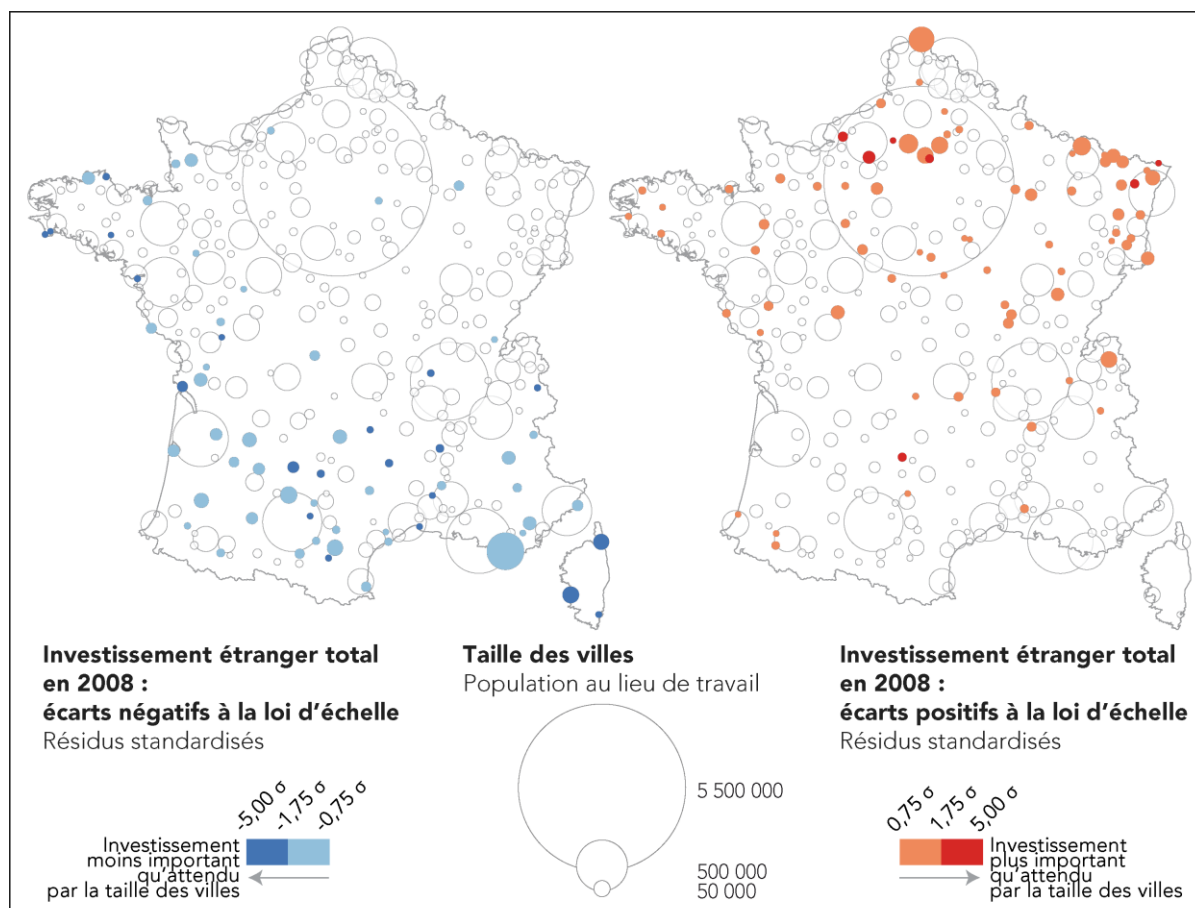 Investissement étranger total
en 2008 :
écarts négatifs à la loi d'échelle
Résidus standardisés
-5,00 σ
-1,75 σ
-0,75 σ
Investissement
moins important
qu'attendu
par la taille des villes
Taille des villes
Population au lieu de travail
5 500 000
500 000
50 000
Investissement étranger total
en 2008 :
écarts positifs à la loi d'échelle
Résidus standardisés
0,75 σ
1,75 σ
5,00 σ
Investissement
plus important
qu'attendu
par la taille des villes